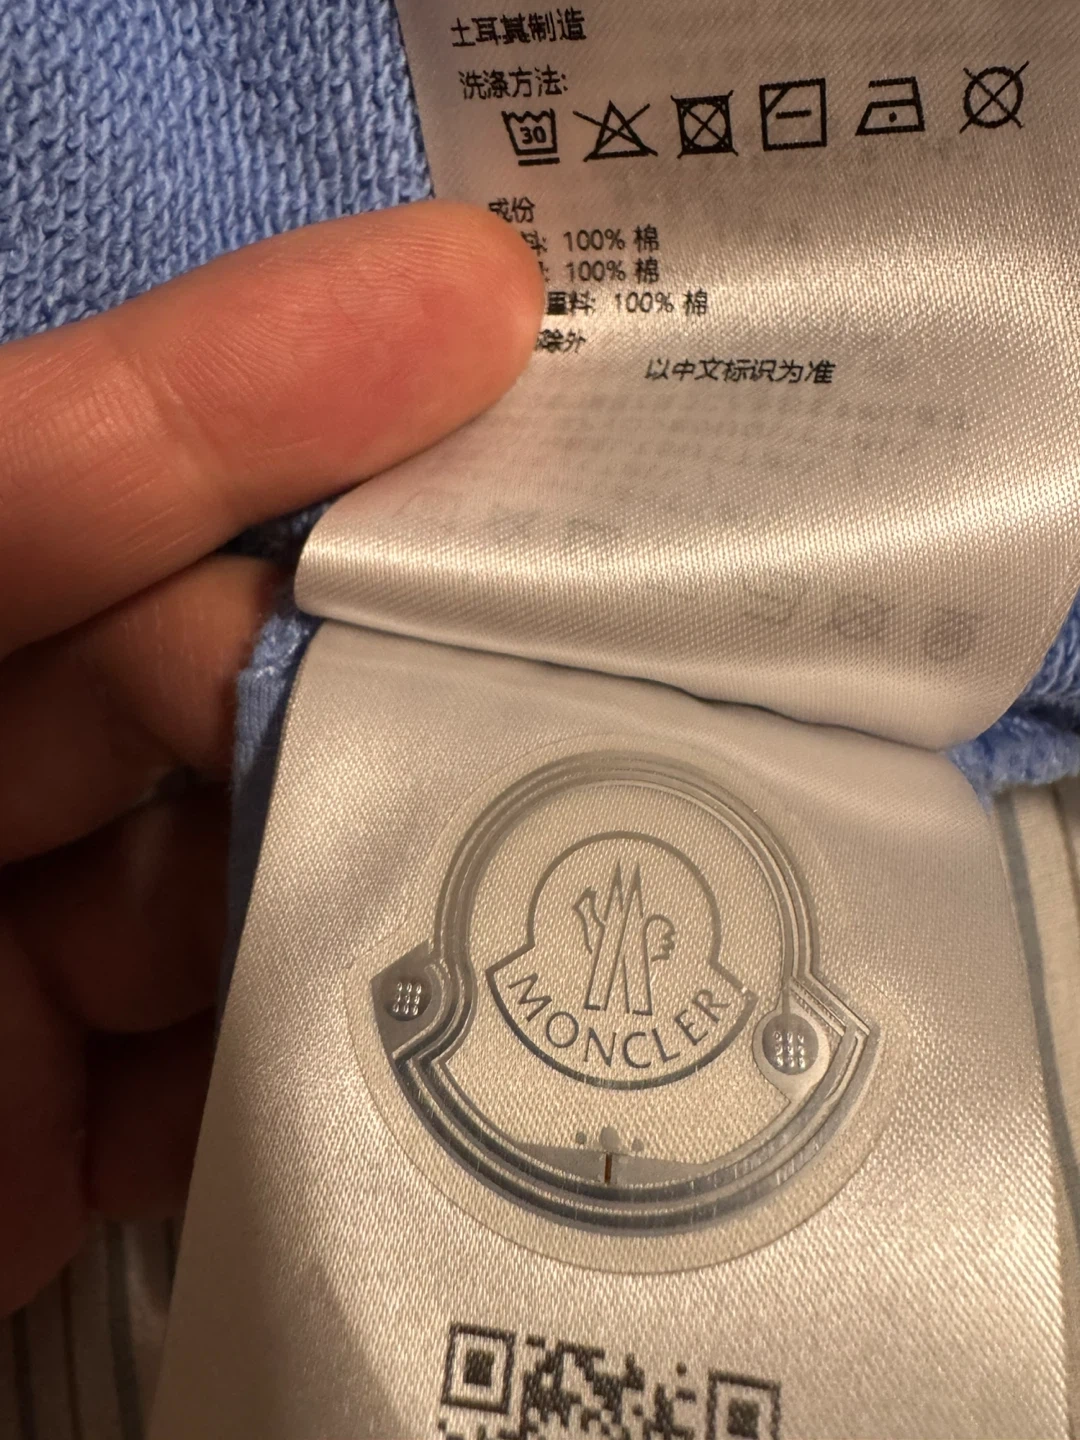 土耳其制造
洗涤方法:
30
成份
料: 100% 棉
: 100% 棉
里料: 100% 棉
除外
以中文标识为准
MONCLER